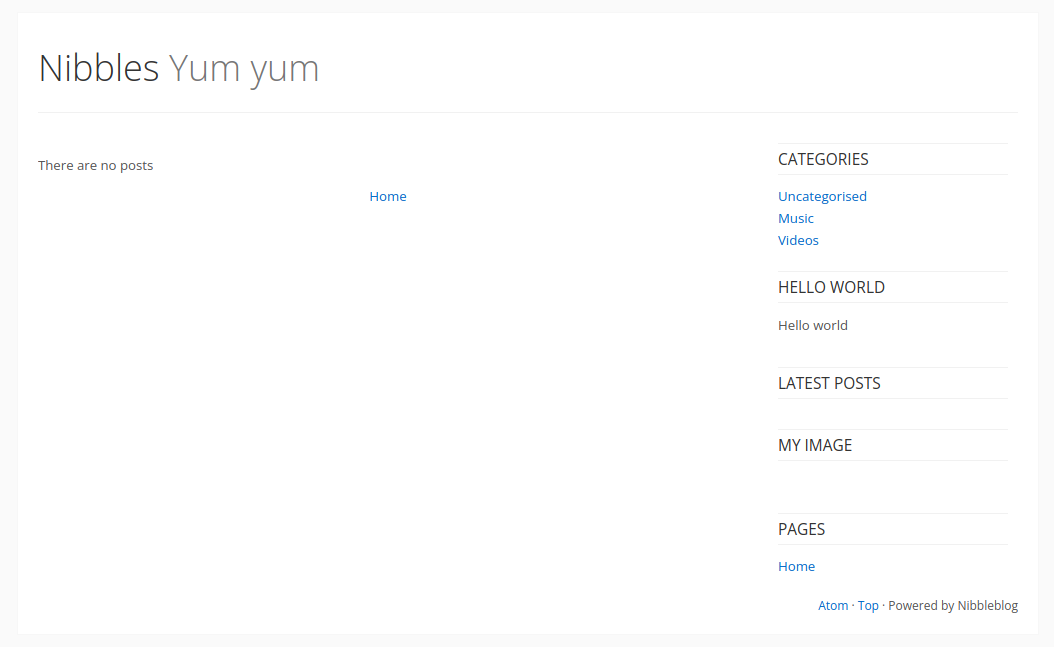 Nibbles Yum yum
There are no posts
Home
CATEGORIES
Uncategorised
Music
Videos
HELLO WORLD
Hello world
LATEST POSTS
MY IMAGE
PAGES
Home
Atom · Top · Powered by Nibbleblog